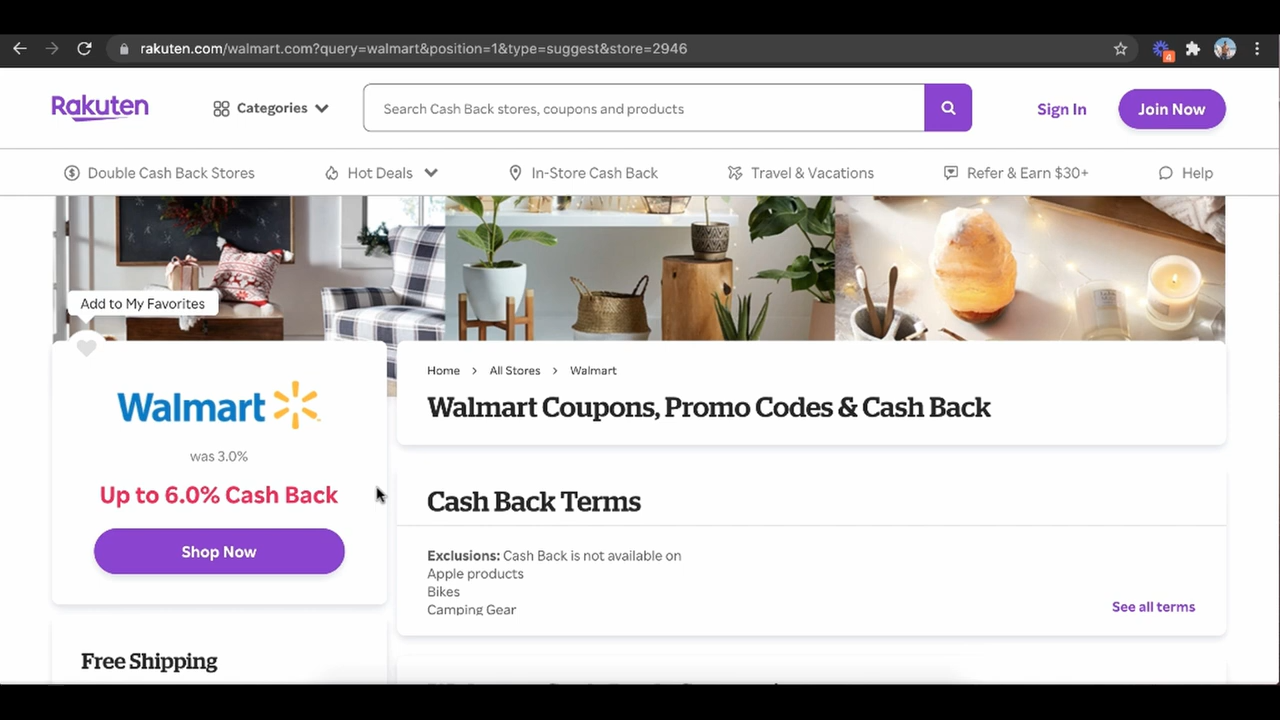 rakuten.com/walmart.com?query=walmart&position=1&type=suggest&store=2946
4
Rakuten
Categories
Search Cash Back stores, coupons and products
Sign In
Join Now
Double Cash Back Stores
Hot Deals
In-Store Cash Back
Travel & Vacations
Refer & Earn $30+
Help
Add to My Favorites
Walmart
was 3.0%
Up to 6.0% Cash Back
Shop Now
Home > All Stores > Walmart
Walmart Coupons, Promo Codes & Cash Back
Cash Back Terms
Exclusions: Cash Back is not available on
Apple products
Bikes
Camping Gear
See all terms
Free Shipping